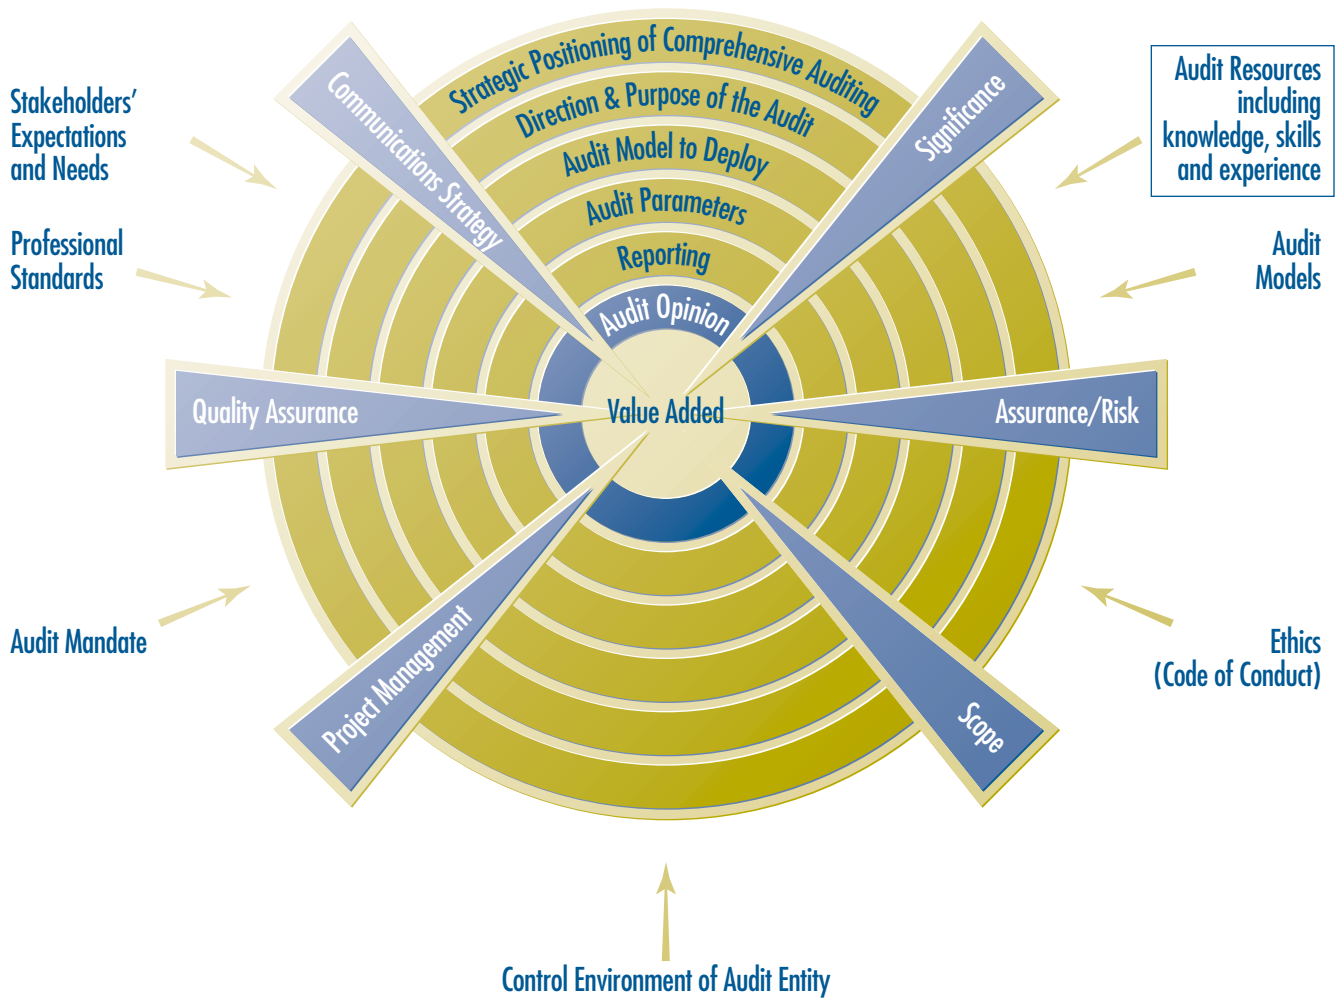 Strategic Positioning of Comprehensive Auditing
Direction & Purpose of the Audit
Audit Model to Deploy
Audit Parameters
Reporting
Audit Opinion
Value Added
Communications Strategy
Significance
Quality Assurance
Assurance/Risk
Project Management
Scope
Stakeholders’
Expectations
and Needs
Professional
Standards
Audit Mandate
Audit Resources
including
knowledge, skills
and experience
Audit
Models
Ethics
(Code of Conduct)
Control Environment of Audit Entity